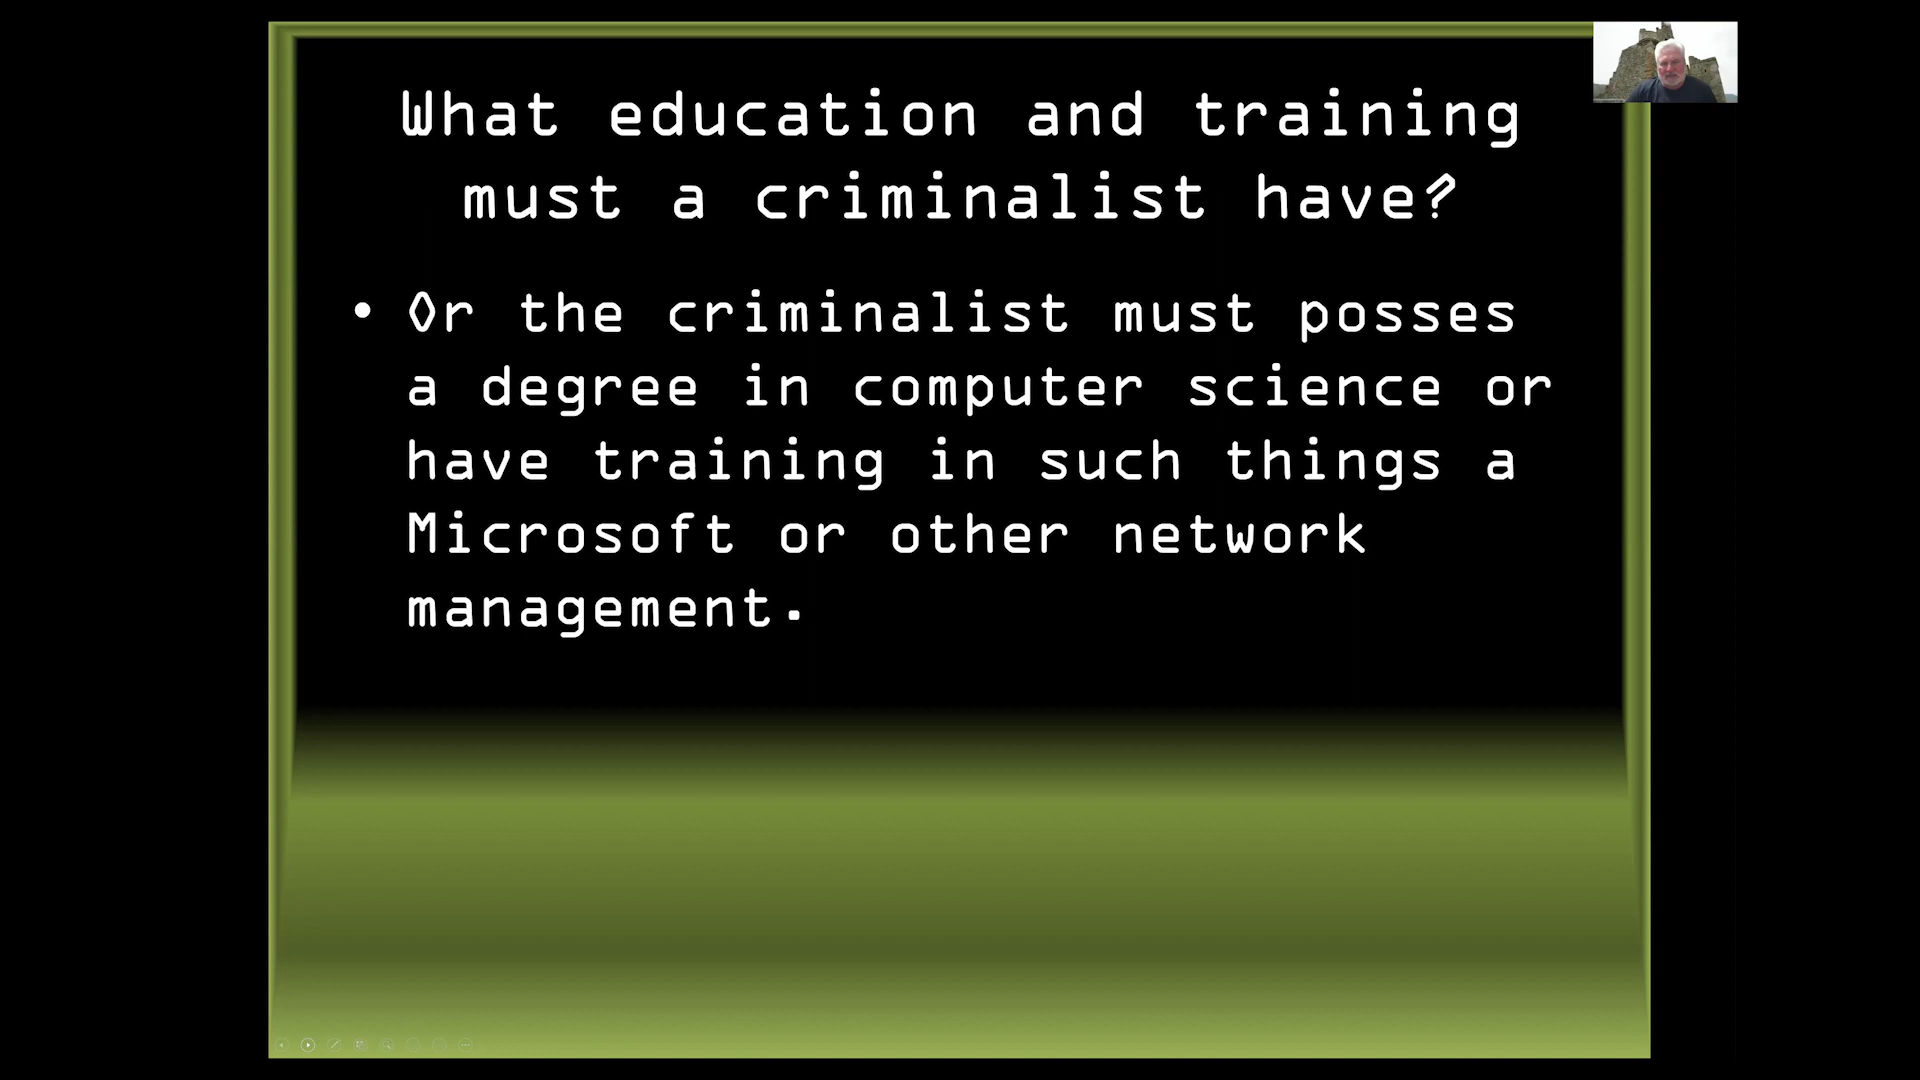 What education and training
must a criminalist have?
• Or the criminalist must posses
a degree in computer science or
have training in such things a
Microsoft or other network
management.